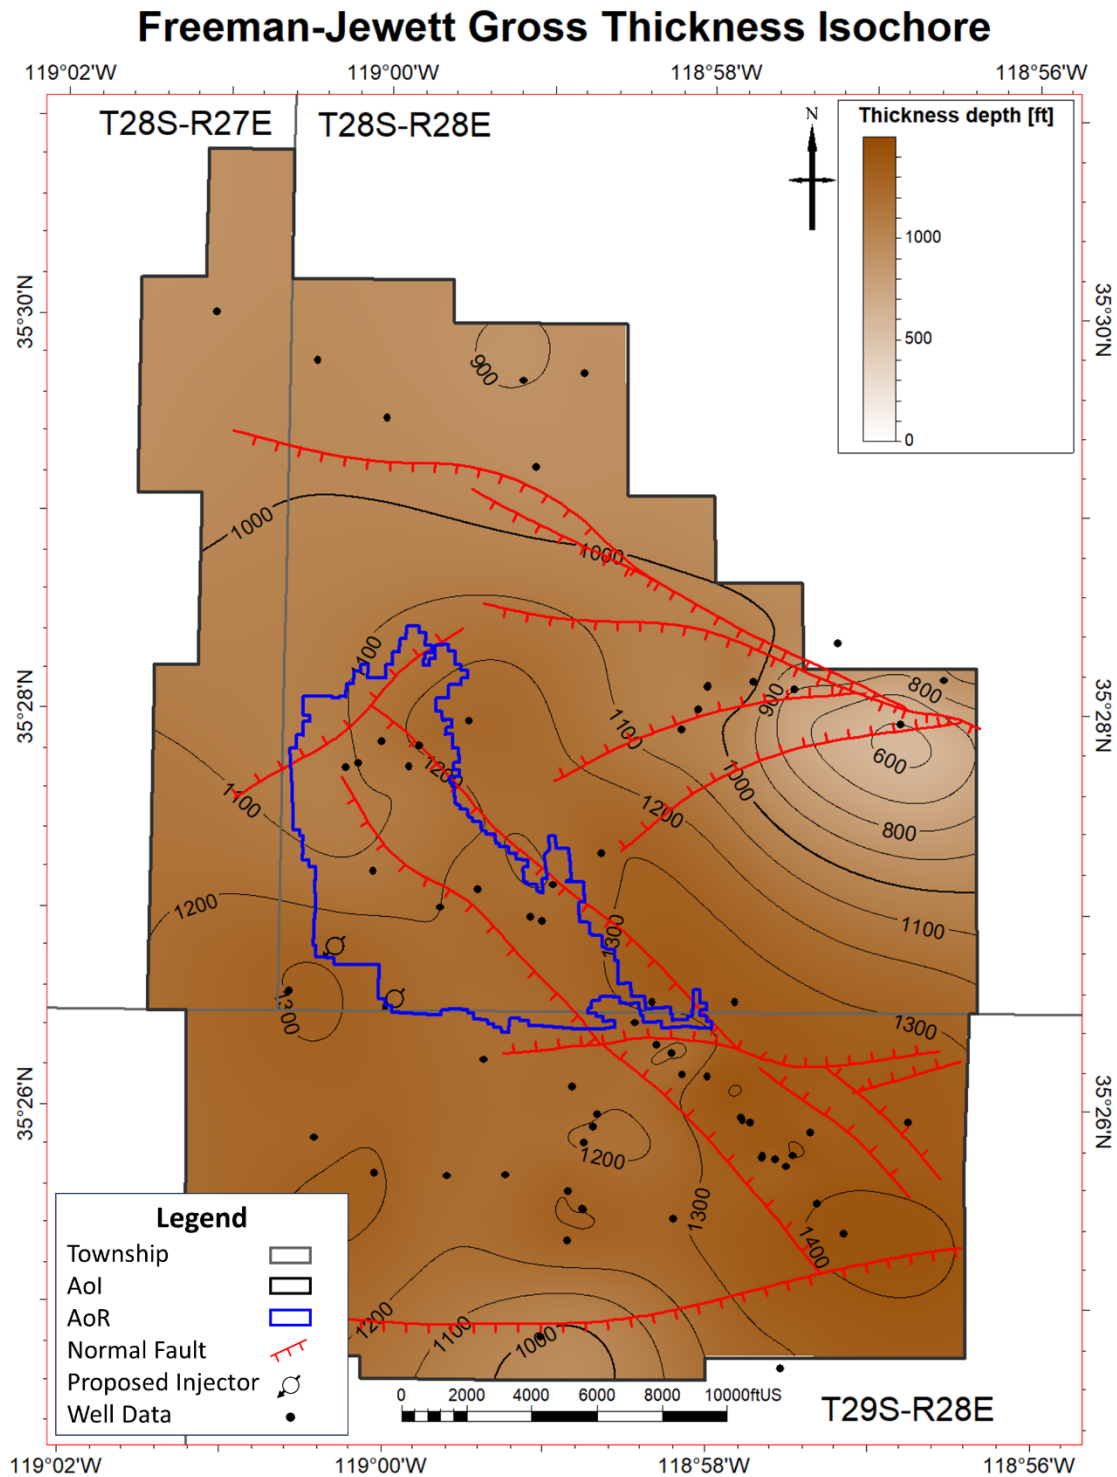 Freeman-Jewett Gross Thickness Isochore
119°02'W 119°00'W 118°58'W 118°56'W
T28S-R27E T28S-R28E
N
Thickness depth [ft]
1000
500
0
35°30'N
35°30'N
900
1000
1000
1100
35°28'N
35°28'N
800
900
600
1100
1000
1200
1100
1200
800
1200
1300
1100
1300
1300
35°26'N
35°26'N
1200
1300
1400
1200
1100
1000
Legend
Township
AoI
AoR
Normal Fault
Proposed Injector
Well Data
0 2000 4000 6000 8000 10000ftUS
T29S-R28E
119°02'W 119°00'W 118°58'W 118°56'W